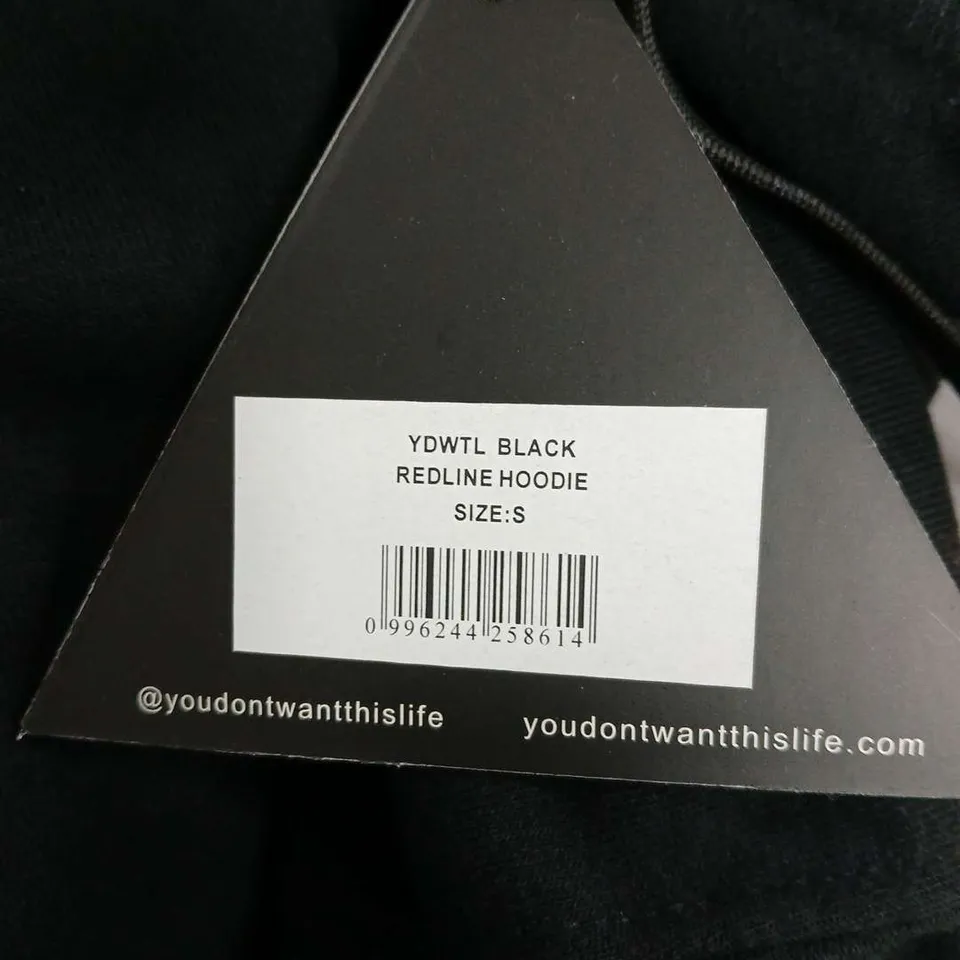 YDWTL BLACK
REDLINE HOODIE
SIZE:S
0 996244 258614
@youdontwantthislife youdontwantthislife.com